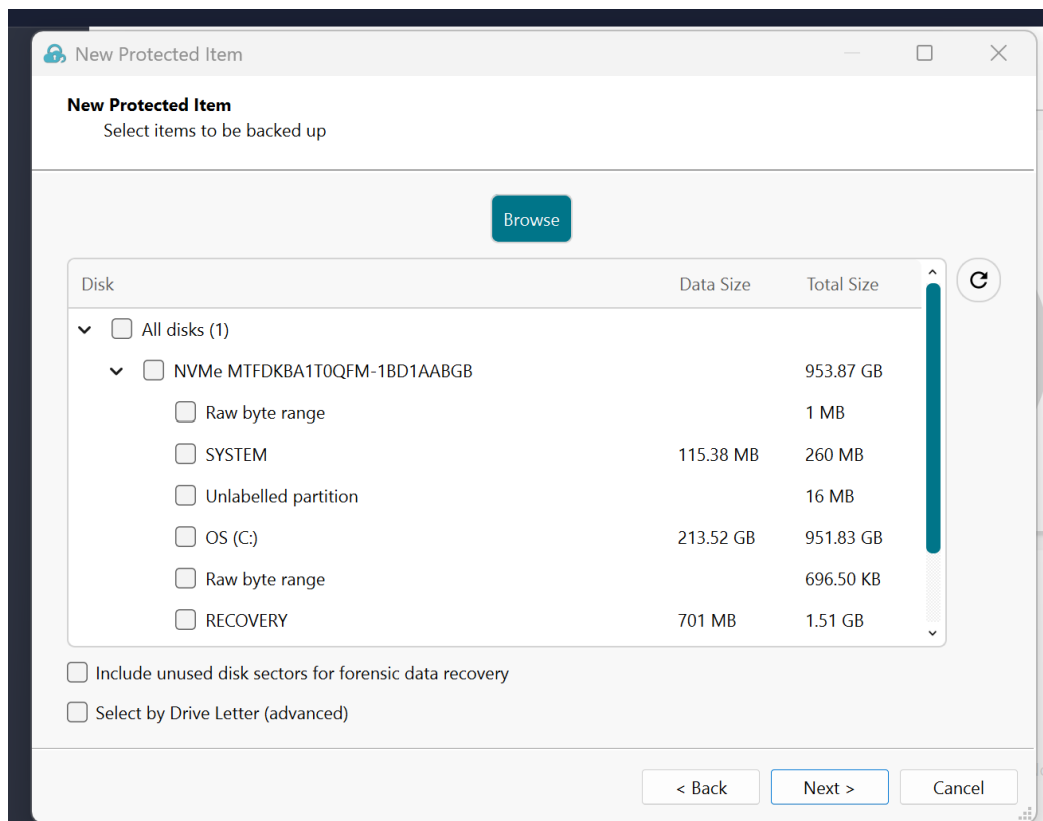 New Protected Item
New Protected Item
Select items to be backed up
Browse
Disk Data Size Total Size
All disks (1)
NVMe MTFDKBA1T0QFM-1BD1AABGB 953.87 GB
Raw byte range 1 MB
SYSTEM 115.38 MB 260 MB
Unlabelled partition 16 MB
OS (C:) 213.52 GB 951.83 GB
Raw byte range 696.50 KB
RECOVERY 701 MB 1.51 GB
Include unused disk sectors for forensic data recovery
Select by Drive Letter (advanced)
< Back Next > Cancel